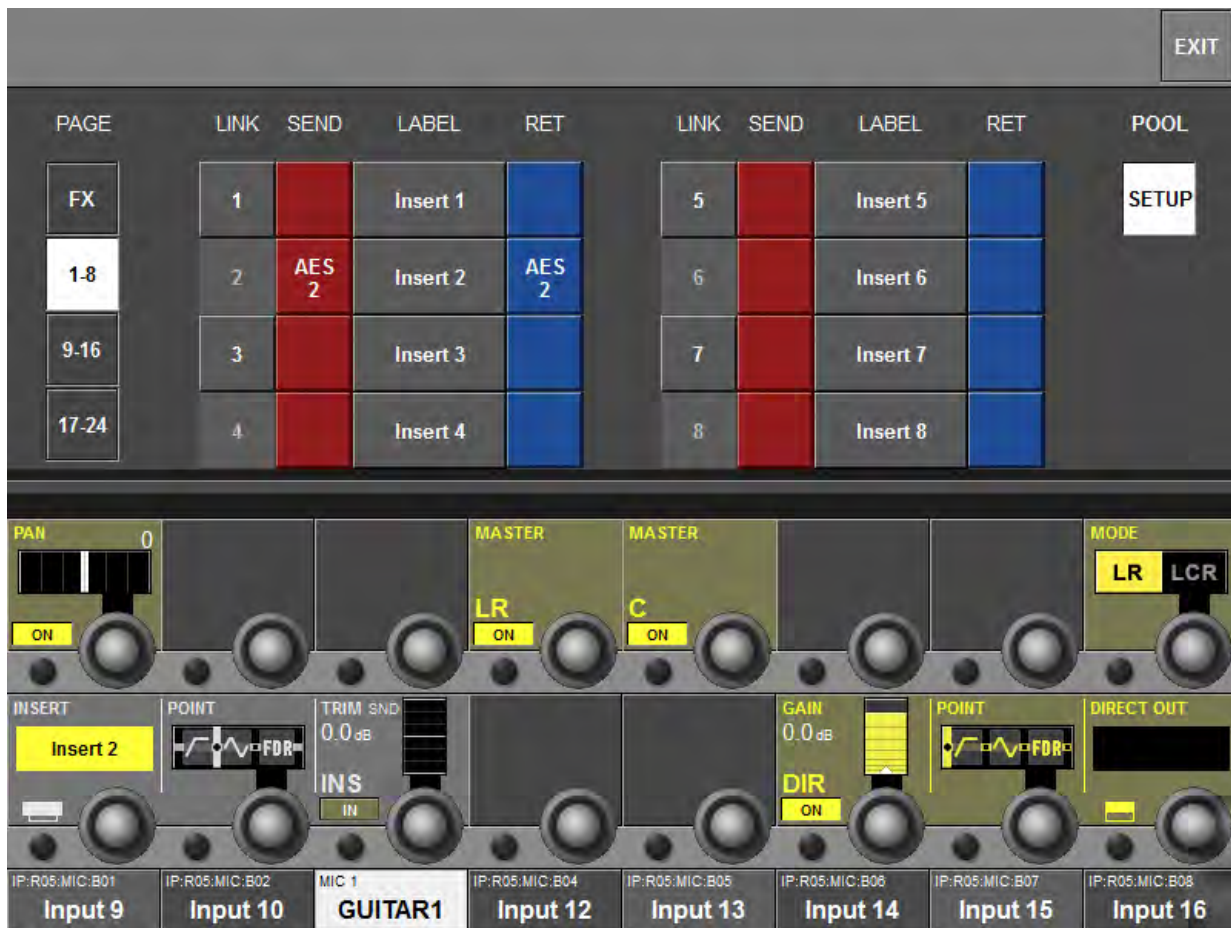 EXIT
PAGE LINK SEND LABEL RET LINK SEND LABEL RET POOL
FX 1 Insert 1 5 Insert 5 SETUP
1-8 2 AES 2 Insert 2 AES 2 6 Insert 6
9-16 3 Insert 3 7 Insert 7
17-24 4 Insert 4 8 Insert 8
PAN 0 MASTER MASTER MODE
LR LCR
LR C
ON ON ON
INSERT POINT TRIM SND GAIN POINT DIRECT OUT
0.0 dB 0.0 dB
Insert 2 FDR FDR
INS DIR
IN ON
IP:R05:MIC:B01 IP:R05:MIC:B02 MIC 1 IP:R05:MIC:B04 IP:R05:MIC:B05 IP:R05:MIC:B06 IP:R05:MIC:B07 IP:R05:MIC:B08
Input 9 Input 10 GUITAR1 Input 12 Input 13 Input 14 Input 15 Input 16